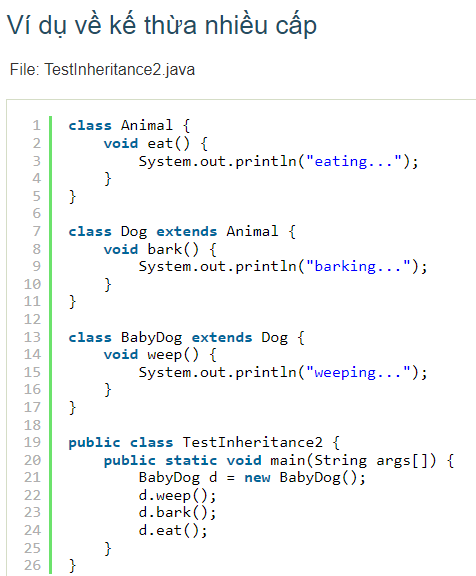 Ví dụ về kế thừa nhiều cấp
File: TestInheritance2.java
1 class Animal {
2     void eat() {
3         System.out.println("eating...");
4     }
5 }
6
7 class Dog extends Animal {
8     void bark() {
9         System.out.println("barking...");
10     }
11 }
12
13 class BabyDog extends Dog {
14     void weep() {
15         System.out.println("weeping...");
16     }
17 }
18
19 public class TestInheritance2 {
20     public static void main(String args[]) {
21         BabyDog d = new BabyDog();
22         d.weep();
23         d.bark();
24         d.eat();
25     }
26 }